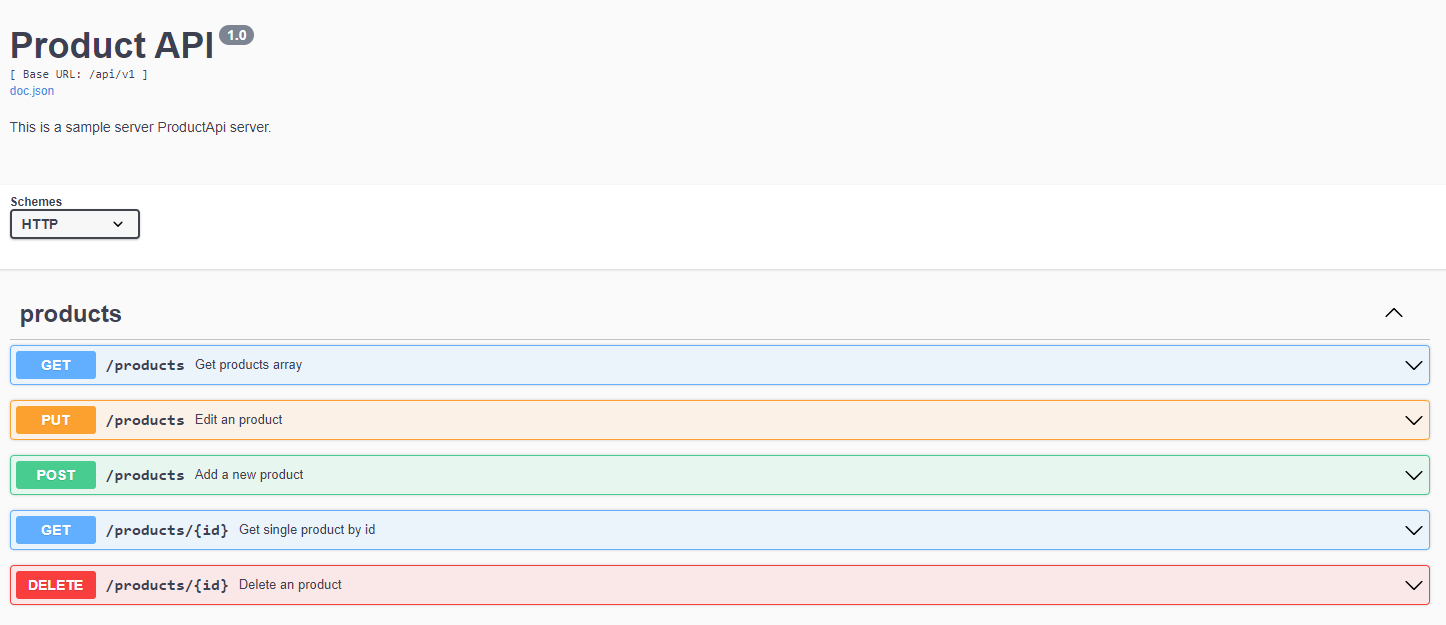 Product API 1.0
[ Base URL: /api/v1 ]
doc.json
This is a sample server ProductApi server.
Schemes
HTTP
products
GET /products Get products array
PUT /products Edit an product
POST /products Add a new product
GET /products/{id} Get single product by id
DELETE /products/{id} Delete an product